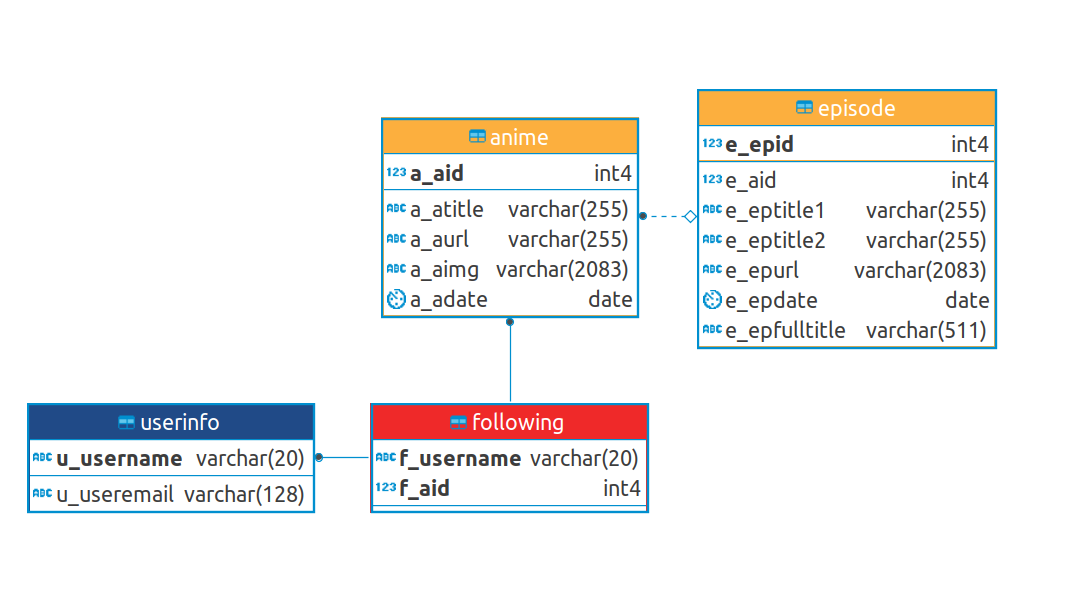 anime
123 a_aid int4
ABC a_atitle varchar(255)
ABC a_aurl varchar(255)
ABC a_aimg varchar(2083)
a_adate date
episode
123 e_epid int4
123 e_aid int4
ABC e_eptitle1 varchar(255)
ABC e_eptitle2 varchar(255)
ABC e_epurl varchar(2083)
e_epdate date
ABC e_epfulltitle varchar(511)
userinfo
ABC u_username varchar(20)
ABC u_useremail varchar(128)
following
ABC f_username varchar(20)
123 f_aid int4